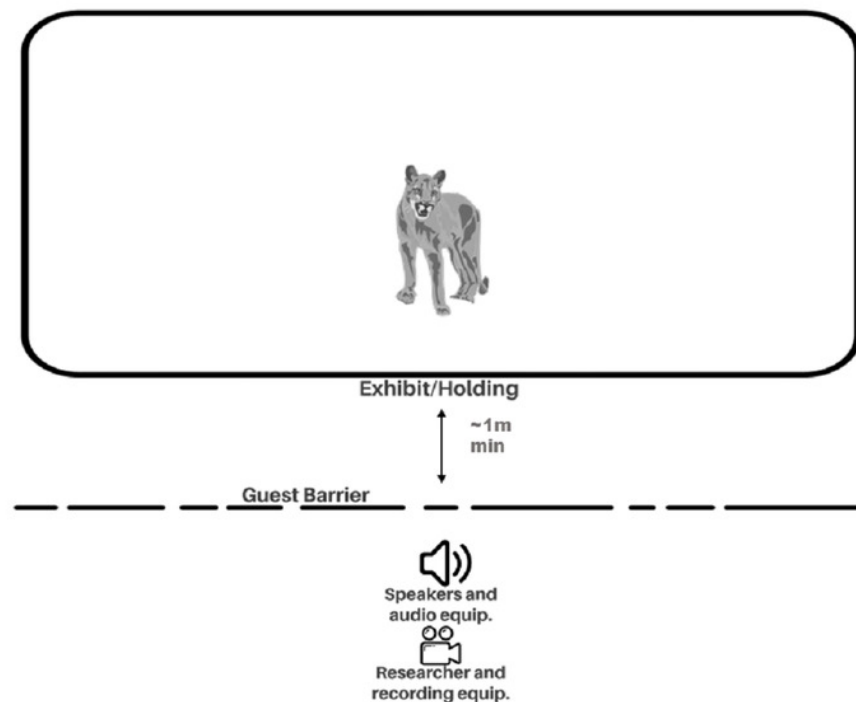 Exhibit/Holding
~1m
min
Guest Barrier
Speakers and
audio equip.
Researcher and
recording equip.